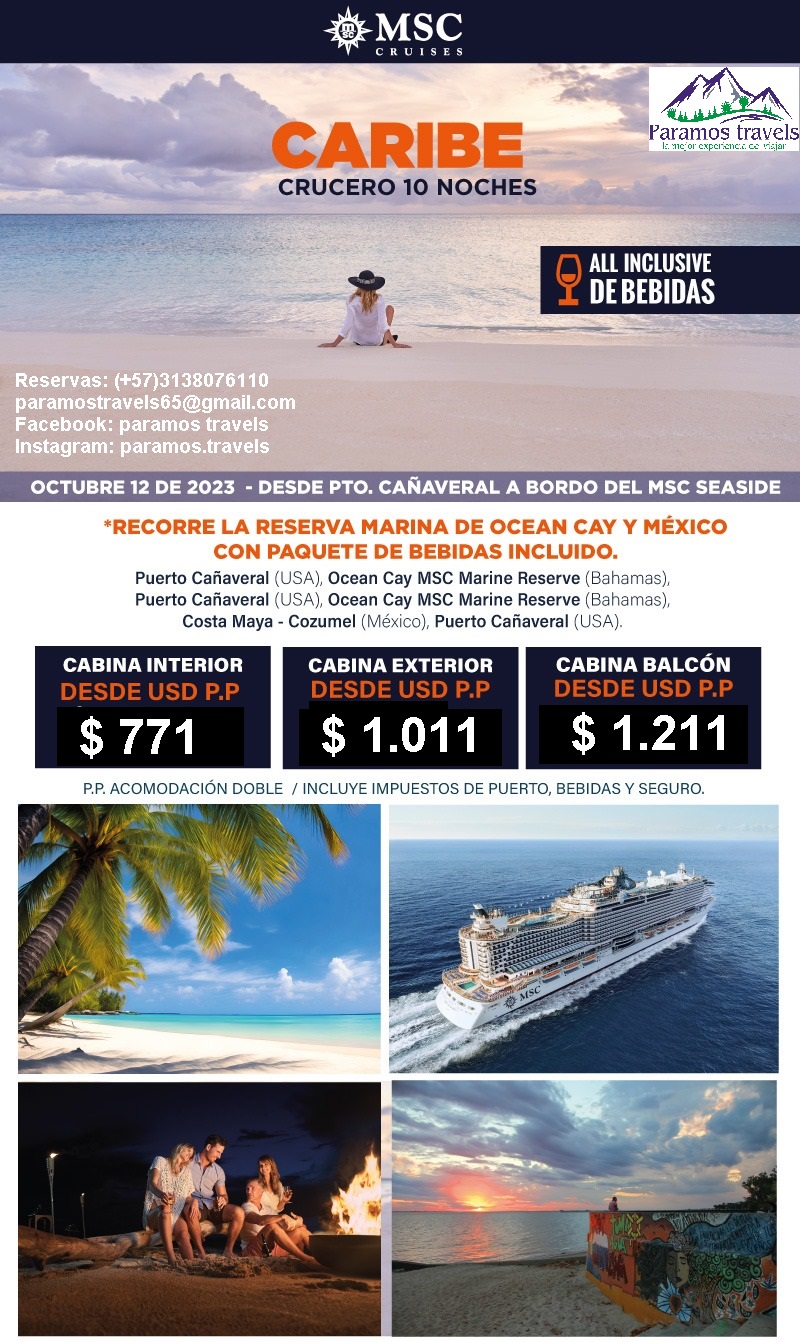 MSC
CRUISES
Paramos travels
la mejor experiencia de viajar
CARIBE
CRUCERO 10 NOCHES
ALL INCLUSIVE
DE BEBIDAS
Reservas: (+57)3138076110
paramostravels65@gmail.com
Facebook: paramos travels
Instagram: paramos.travels
OCTUBRE 12 DE 2023 - DESDE PTO. CAÑAVERAL A BORDO DEL MSC SEASIDE
*RECORRE LA RESERVA MARINA DE OCEAN CAY Y MÉXICO
CON PAQUETE DE BEBIDAS INCLUIDO.
Puerto Cañaveral (USA), Ocean Cay MSC Marine Reserve (Bahamas),
Puerto Cañaveral (USA), Ocean Cay MSC Marine Reserve (Bahamas),
Costa Maya - Cozumel (México), Puerto Cañaveral (USA).
CABINA INTERIOR
DESDE USD P.P
$ 771
CABINA EXTERIOR
DESDE USD P.P
$ 1.011
CABINA BALCÓN
DESDE USD P.P
$ 1.211
P.P. ACOMODACIÓN DOBLE / INCLUYE IMPUESTOS DE PUERTO, BEBIDAS Y SEGURO.
MSC